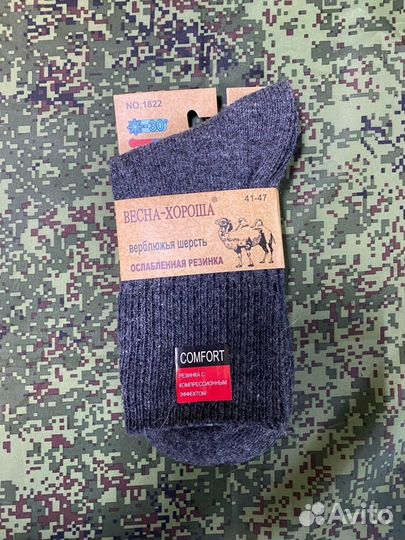 NO:1822
-30°
ВЕСНА-ХОРОША®
41-47
верблюжья шерсть
ОСЛАБЛЕННАЯ РЕЗИНКА
COMFORT
РЕЗИНКА С
КОМПРЕССИОННЫМ
ЭФФЕКТОМ
Avito